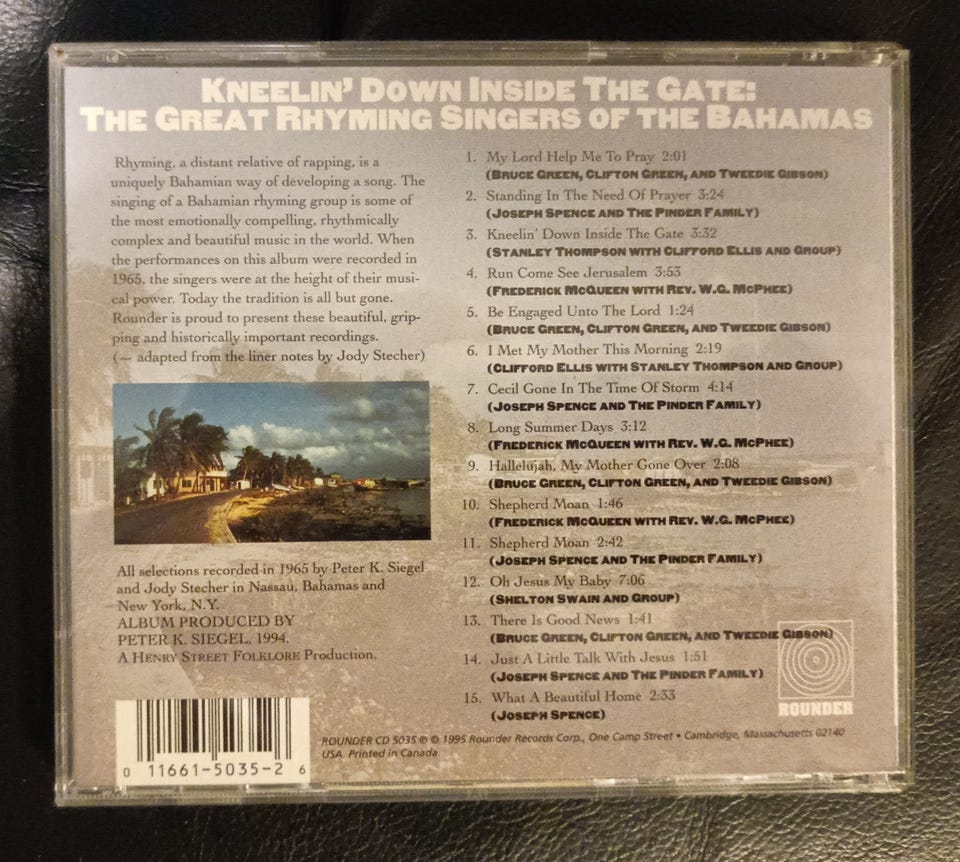 KNEELIN' DOWN INSIDE THE GATE:
THE GREAT RHYMING SINGERS OF THE BAHAMAS
Rhyming, a distant relative of rapping, is a
uniquely Bahamian way of developing a song. The
singing of a Bahamian rhyming group is some of
the most emotionally compelling, rhythmically
complex and beautiful music in the world. When
the performances on this album were recorded in
1965, the singers were at the height of their musi-
cal power. Today the tradition is all but gone.
Rounder is proud to present these beautiful, grip-
ping and historically important recordings.
(— adapted from the liner notes by Jody Stecher)
All selections recorded in 1965 by Peter K. Siegel
and Jody Stecher in Nassau, Bahamas and
New York, N.Y.
ALBUM PRODUCED BY
PETER K. SIEGEL, 1994.
A HENRY STREET FOLKLORE Production.
1. My Lord Help Me To Pray 2:01
(BRUCE GREEN, CLIFTON GREEN, AND TWEEDIE GIBSON)
2. Standing In The Need Of Prayer 3:24
(JOSEPH SPENCE AND THE PINDER FAMILY)
3. Kneelin' Down Inside The Gate 3:32
(STANLEY THOMPSON WITH CLIFFORD ELLIS AND GROUP)
4. Run Come See Jerusalem 3:53
(FREDERICK MCQUEEN WITH REV. W.G. MCPHEE)
5. Be Engaged Unto The Lord 1:24
(BRUCE GREEN, CLIFTON GREEN, AND TWEEDIE GIBSON)
6. I Met My Mother This Morning 2:19
(CLIFFORD ELLIS WITH STANLEY THOMPSON AND GROUP)
7. Cecil Gone In The Time Of Storm 4:14
(JOSEPH SPENCE AND THE PINDER FAMILY)
8. Long Summer Days 3:12
(FREDERICK MCQUEEN WITH REV. W.G. MCPHEE)
9. Hallelujah, My Mother Gone Over 2:08
(BRUCE GREEN, CLIFTON GREEN, AND TWEEDIE GIBSON)
10. Shepherd Moan 1:46
(FREDERICK MCQUEEN WITH REV. W.G. MCPHEE)
11. Shepherd Moan 2:42
(JOSEPH SPENCE AND THE PINDER FAMILY)
12. Oh Jesus My Baby 7:06
(SHELTON SWAIN AND GROUP)
13. There Is Good News 1:41
(BRUCE GREEN, CLIFTON GREEN, AND TWEEDIE GIBSON)
14. Just A Little Talk With Jesus 1:51
(JOSEPH SPENCE AND THE PINDER FAMILY)
15. What A Beautiful Home 2:33
(JOSEPH SPENCE)
ROUNDER
ROUNDER CD 5035 ℗ © 1995 Rounder Records Corp., One Camp Street • Cambridge, Massachusetts 02140
USA. Printed in Canada
0 11661-5035-2 6